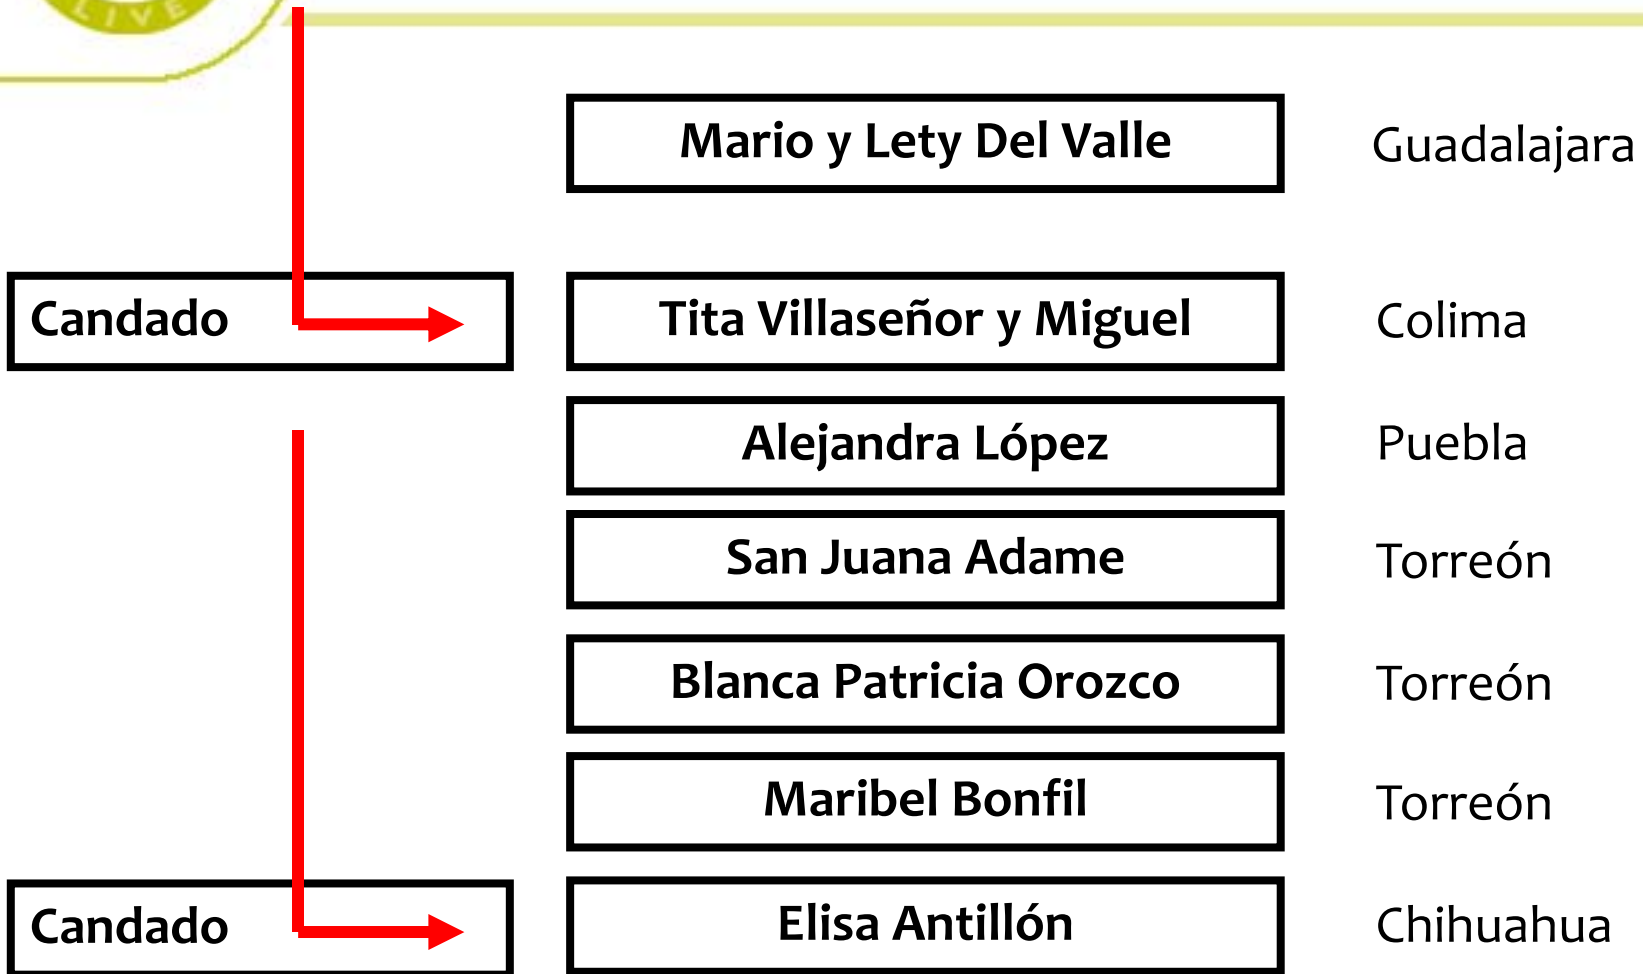 LIVE
Mario y Lety Del Valle Guadalajara
Candado Tita Villaseñor y Miguel Colima
Alejandra López Puebla
San Juana Adame Torreón
Blanca Patricia Orozco Torreón
Maribel Bonfil Torreón
Candado Elisa Antillón Chihuahua